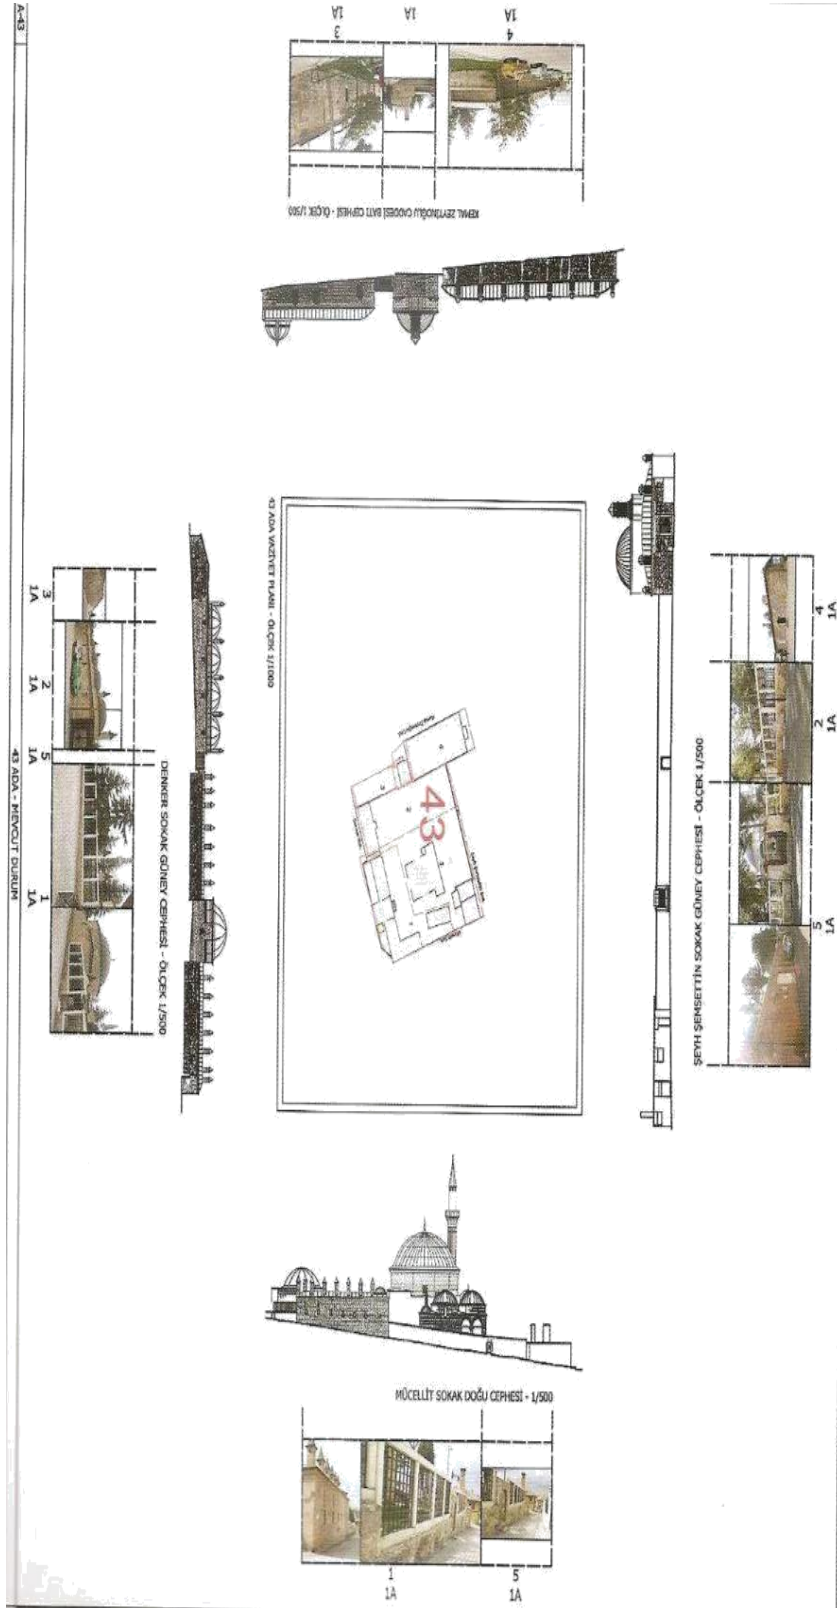 A-43
3
1A
1A
4
1A
KEMAL ZEYTİNOĞLU CADDESİ BATI CEPHESİ - ÖLÇEK 1/500
43 ADA VAZİYET PLANI - ÖLÇEK 1/1000
43
ŞEYH ŞEMSETTİN SOKAK GÜNEY CEPHESİ - ÖLÇEK 1/500
4
1A
2
1A
5
1A
DENKER SOKAK GÜNEY CEPHESİ - ÖLÇEK 1/500
3
1A
2
1A
5
1A
1
1A
43 ADA - MEVCUT DURUM
MÜCELLİT SOKAK DOĞU CEPHESİ - 1/500
1
1A
5
1A